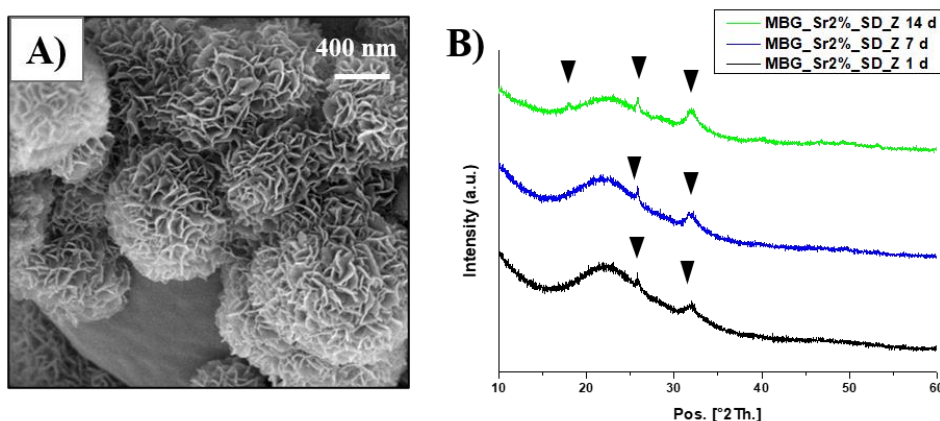 A)
400 nm
B)
MBG_Sr2%_SD_Z 14 d
MBG_Sr2%_SD_Z 7 d
MBG_Sr2%_SD_Z 1 d
Intensity (a.u.)
10 20 30 40 50 60
Pos. [°2Th.]